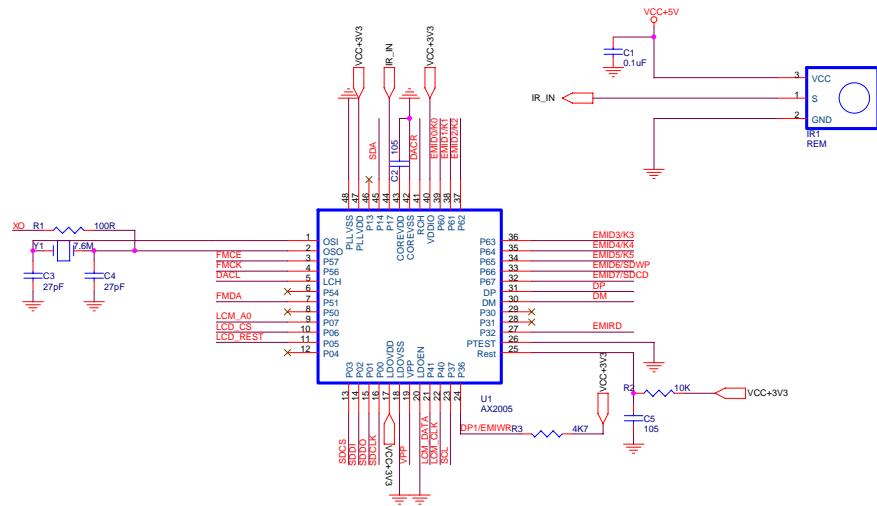 VCC+5V
C1
0.1uF
3 VCC
1 S
2 GND
IR1
REM
IR_IN
VCC+3V3
IR_IN
VCC+3V3
SDA
105
C2
DACR
EMID0/K0
EMID1/K1
EMID2/K2
48 47 46 45 44 43 42 41 40 39 38 37
PLLVSS PLLVDD P13 P14 P17 COREVDD COREVSS RCH VDDIO P60 P61 P62
XO R1 100R
Y1 7.6M
C3
27pF
C4
27pF
1 OSI
2 OSO
FMCE 3 P57
FMCK 4 P56
DACL 5 LCH
6 P54
FMDA 7 P51
8 P50
LCM_A0 9 P07
LCD_CS 10 P06
LCD_REST 11 P05
12 P04
P63 36 EMID3/K3
P64 35 EMID4/K4
P65 34 EMID5/K5
P66 33 EMID6/SDWP
P67 32 EMID7/SDCD
DP 31 DP
DM 30 DM
P30 29
P31 28
P32 27 EMIRD
PTEST 26
Rest 25
P03 P02 P01 P00 LDOVDD LDOVSS VPP LDOEN P41 P40 P37 P36
13 14 15 16 17 18 19 20 21 22 23 24
U1
AX2005
SDCS
SDDI
SDDO
SDCLK
VCC+3V3
VPP
LCM_DATA
LCM_CLK
SCL
DP1/EMIWR R3 4K7
VCC+3V3
R2 10K
VCC+3V3
C5
105